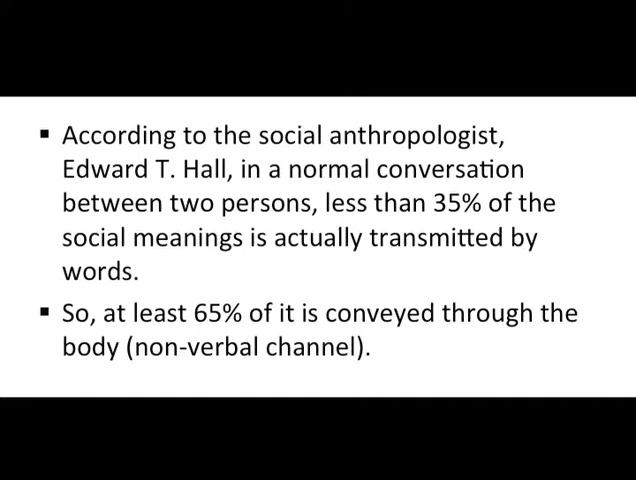 ▪ According to the social anthropologist,
Edward T. Hall, in a normal conversation
between two persons, less than 35% of the
social meanings is actually transmitted by
words.
▪ So, at least 65% of it is conveyed through the
body (non-verbal channel).